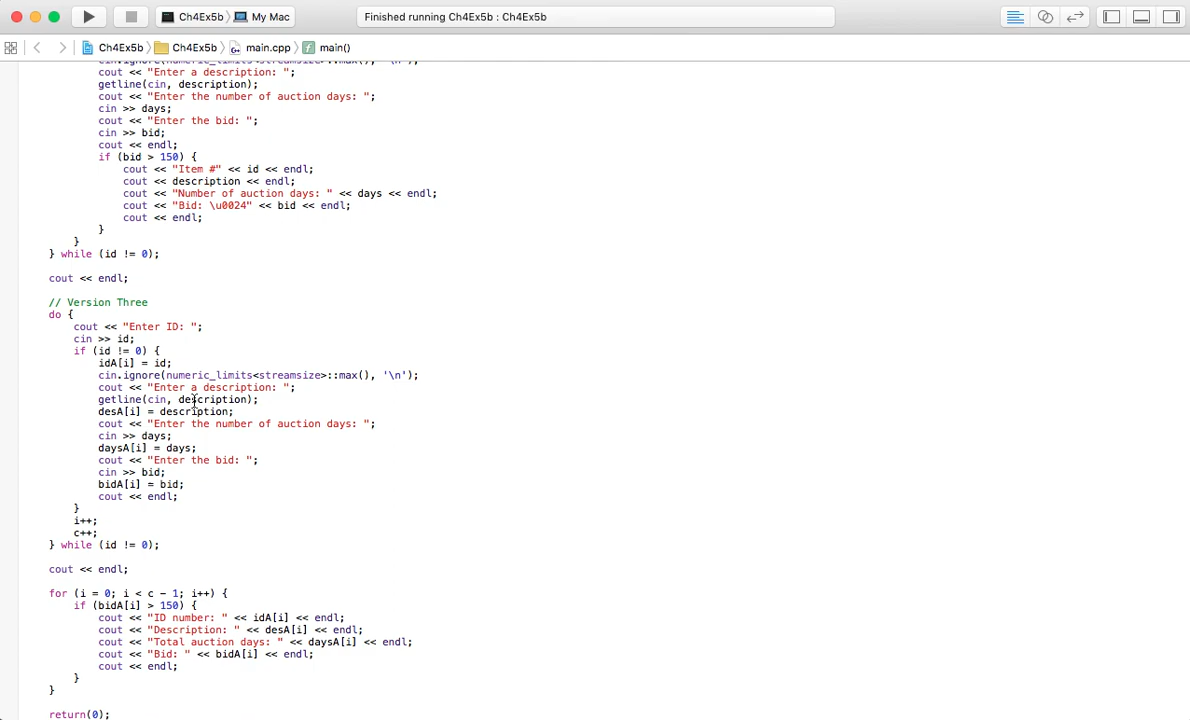 Ch4Ex5b My Mac Finished running Ch4Ex5b : Ch4Ex5b
Ch4Ex5b Ch4Ex5b main.cpp main()
cin.ignore(numeric_limits<streamsize>::max(), '\n');
cout << "Enter a description: ";
getline(cin, description);
cout << "Enter the number of auction days: ";
cin >> days;
cout << "Enter the bid: ";
cin >> bid;
cout << endl;
if (bid > 150) {
cout << "Item #" << id << endl;
cout << description << endl;
cout << "Number of auction days: " << days << endl;
cout << "Bid: \u0024" << bid << endl;
cout << endl;
}
}
} while (id != 0);
cout << endl;
// Version Three
do {
cout << "Enter ID: ";
cin >> id;
if (id != 0) {
idA[i] = id;
cin.ignore(numeric_limits<streamsize>::max(), '\n');
cout << "Enter a description: ";
getline(cin, description);
desA[i] = description;
cout << "Enter the number of auction days: ";
cin >> days;
daysA[i] = days;
cout << "Enter the bid: ";
cin >> bid;
bidA[i] = bid;
cout << endl;
}
i++;
c++;
} while (id != 0);
cout << endl;
for (i = 0; i < c - 1; i++) {
if (bidA[i] > 150) {
cout << "ID number: " << idA[i] << endl;
cout << "Description: " << desA[i] << endl;
cout << "Total auction days: " << daysA[i] << endl;
cout << "Bid: " << bidA[i] << endl;
cout << endl;
}
}
return(0);